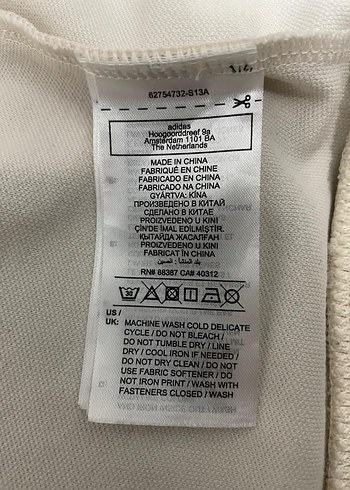 62754732-S13A
adidas
Hoogoorddreef 9a
Amsterdam 1101 BA
The Netherlands
MADE IN CHINA
FABRIQUÉ EN CHINE
FABRICADO EN CHINA
FABRICADO NA CHINA
GYÁRTVA: KÍNA
ПРОИЗВЕДЕНО В КИТАЙ
СДЕЛАНО В КИТАЕ
PROIZVEDENO U KINI
ÇİN'DE İMAL EDİLMİŞTİR.
ҚЫТАЙДА ЖАСАЛҒАН
PROIZVEDENO U KINI
FABRICAT ÎN CHINA
بلد المنشأ : الصين
RN# 88387 CA# 40312
30
US /
UK: MACHINE WASH COLD DELICATE
CYCLE / DO NOT BLEACH /
DO NOT TUMBLE DRY / LINE
DRY / COOL IRON IF NEEDED /
DO NOT DRY CLEAN / DO NOT
USE FABRIC SOFTENER / DO
NOT IRON PRINT / WASH WITH
FASTENERS CLOSED / WASH